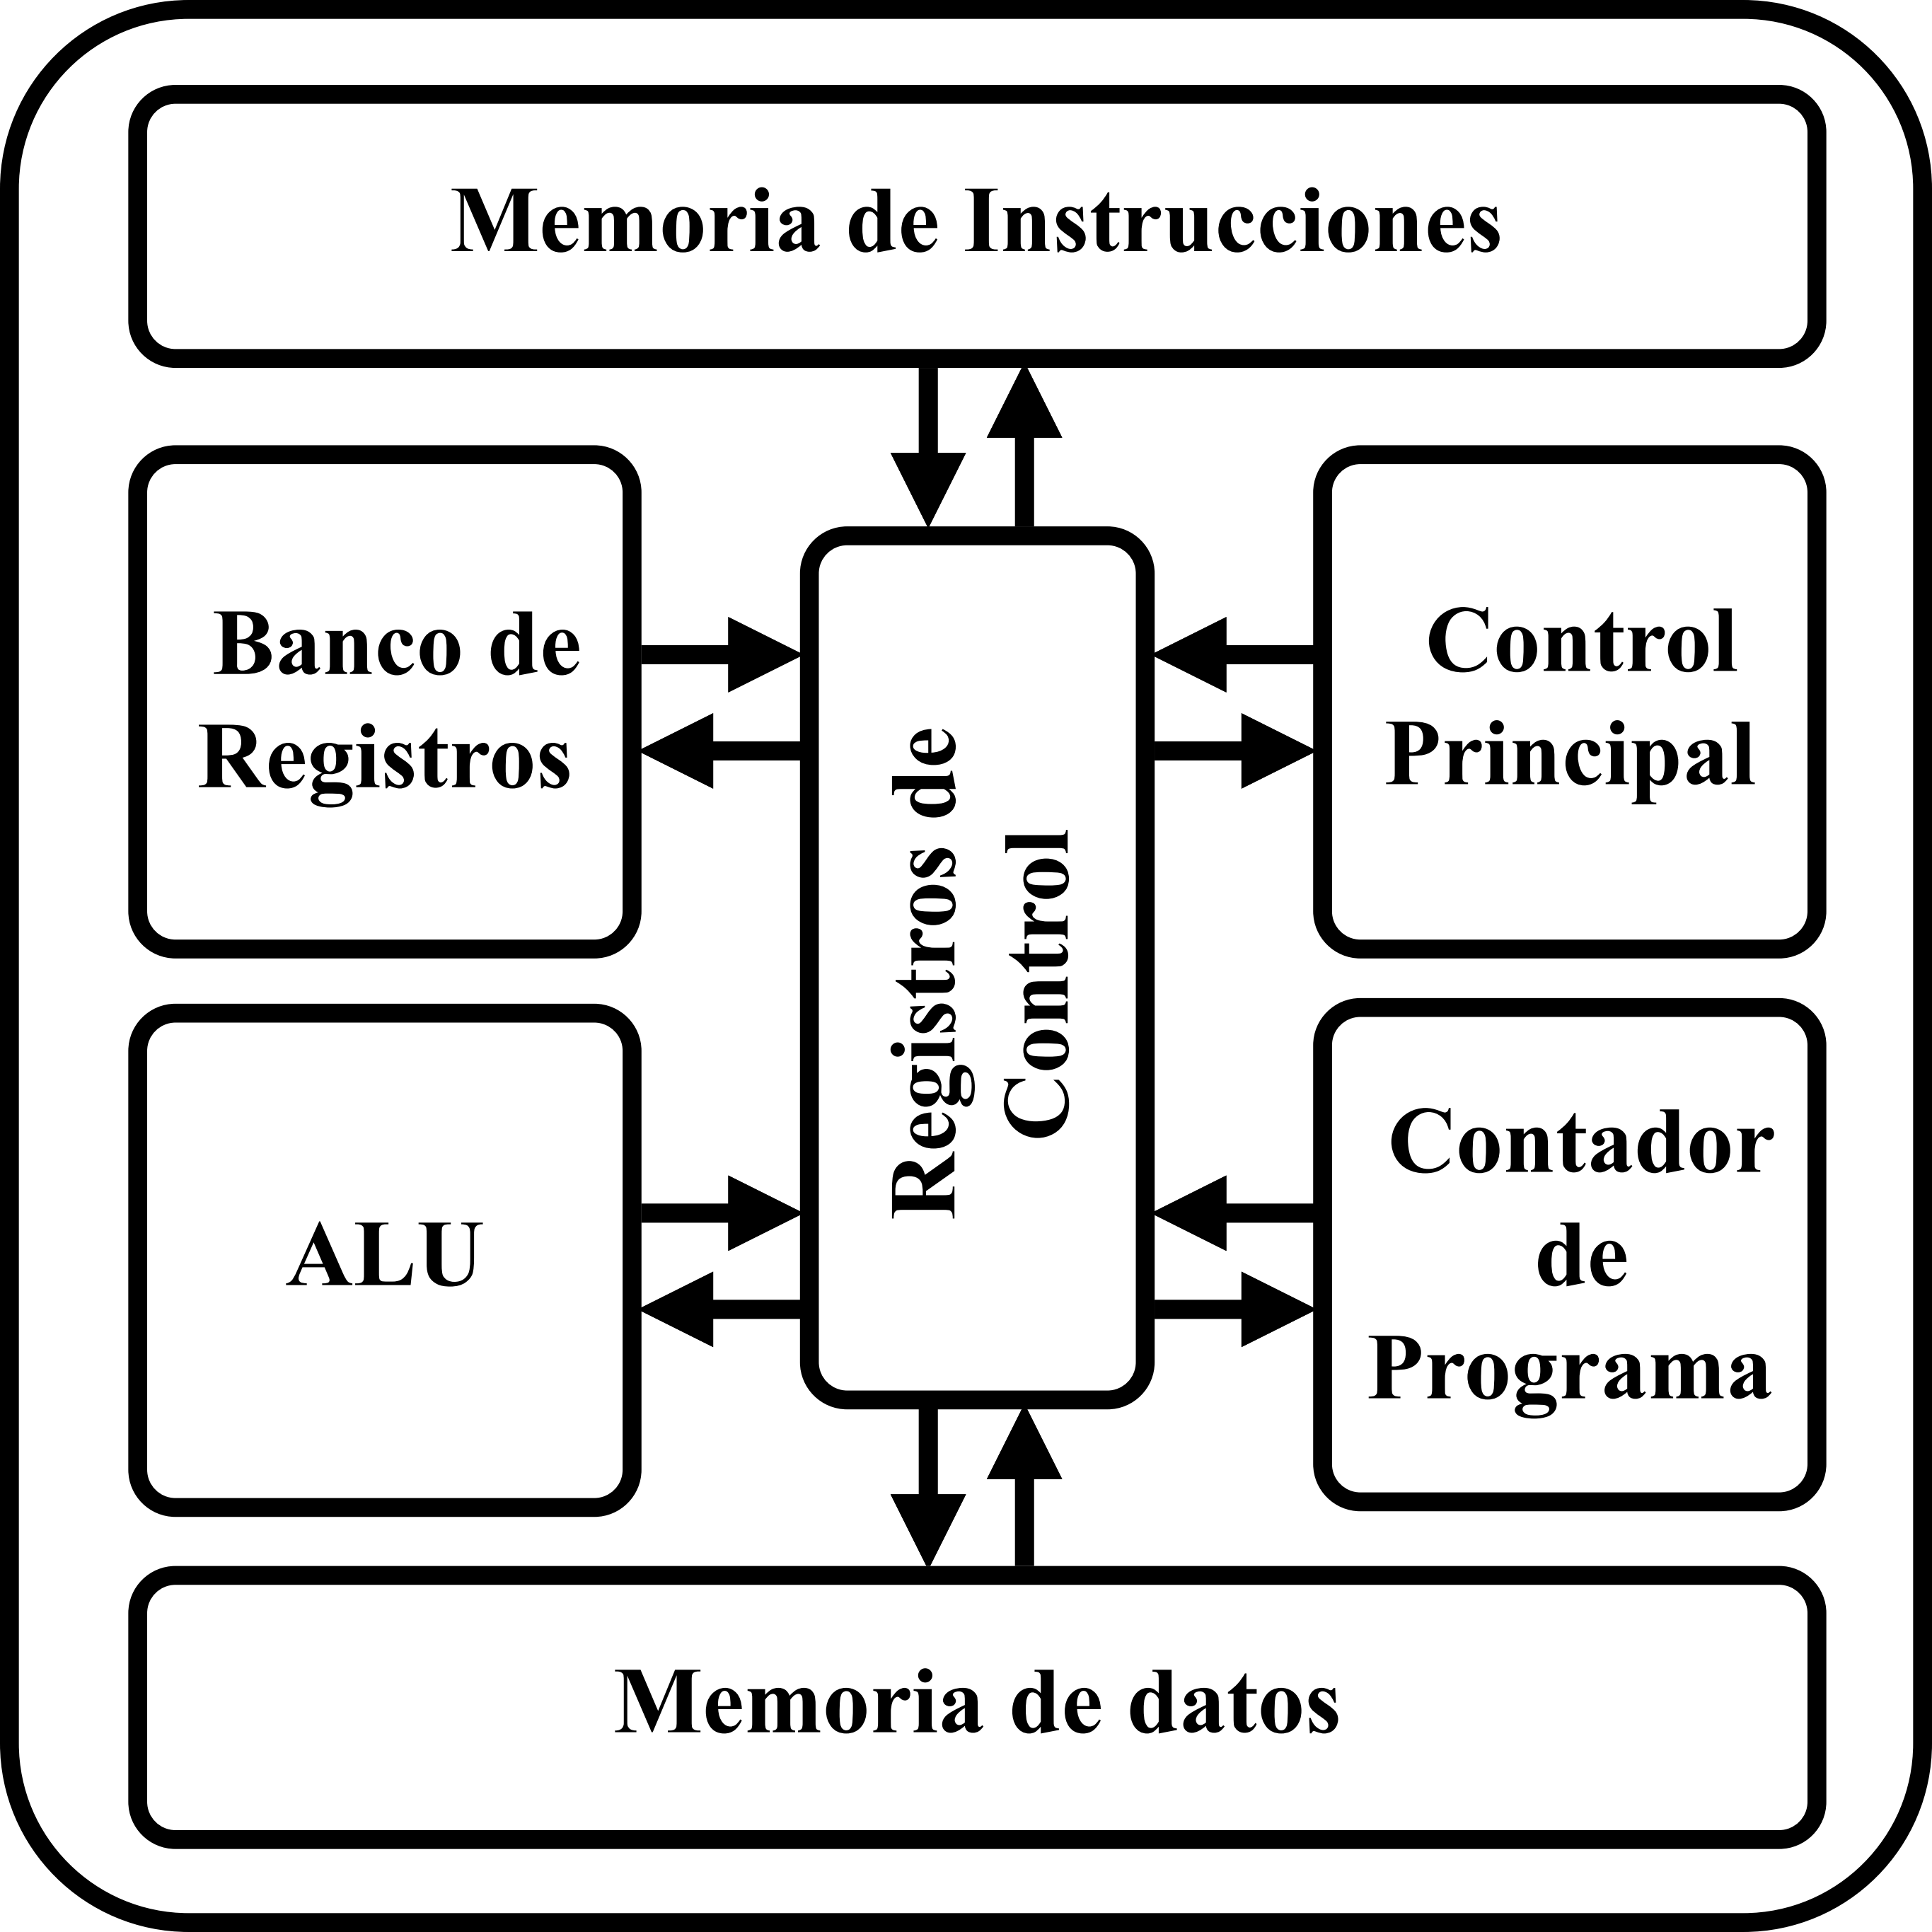 Memoria de Instrucciones
Banco de
Registros
Control
Principal
Registros de
Control
ALU
Contador
de
Programa
Memoria de datos